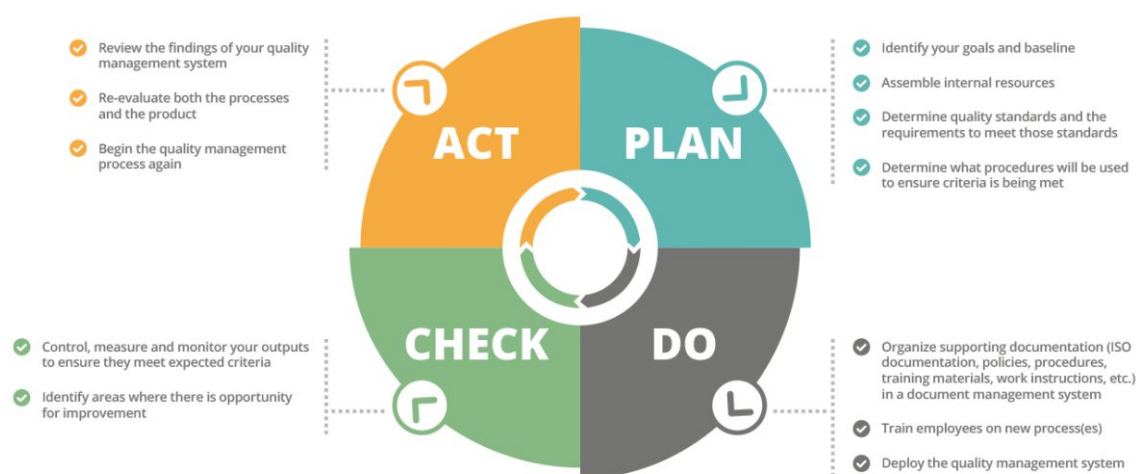 ACT
Review the findings of your quality
management system
Re-evaluate both the processes
and the product
Begin the quality management
process again
PLAN
Identify your goals and baseline
Assemble internal resources
Determine quality standards and the
requirements to meet those standards
Determine what procedures will be used
to ensure criteria is being met
CHECK
Control, measure and monitor your outputs
to ensure they meet expected criteria
Identify areas where there is opportunity
for improvement
DO
Organize supporting documentation (ISO
documentation, policies, procedures,
training materials, work instructions, etc.)
in a document management system
Train employees on new process(es)
Deploy the quality management system